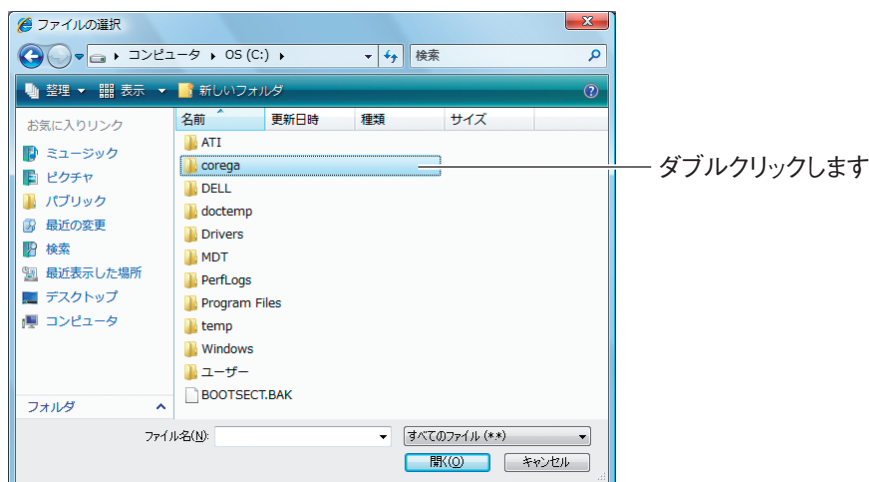 ファイルの選択
コンピュータ ▸ OS (C:) ▸
検索
整理 表示 新しいフォルダ
お気に入りリンク
ミュージック
ピクチャ
パブリック
最近の変更
検索
最近表示した場所
デスクトップ
コンピュータ
フォルダ
名前 更新日時 種類 サイズ
ATI
corega
DELL
doctemp
Drivers
MDT
PerfLogs
Program Files
temp
Windows
ユーザー
BOOTSECT.BAK
ダブルクリックします
ファイル名(N):
すべてのファイル (*.*)
開く(O) キャンセル